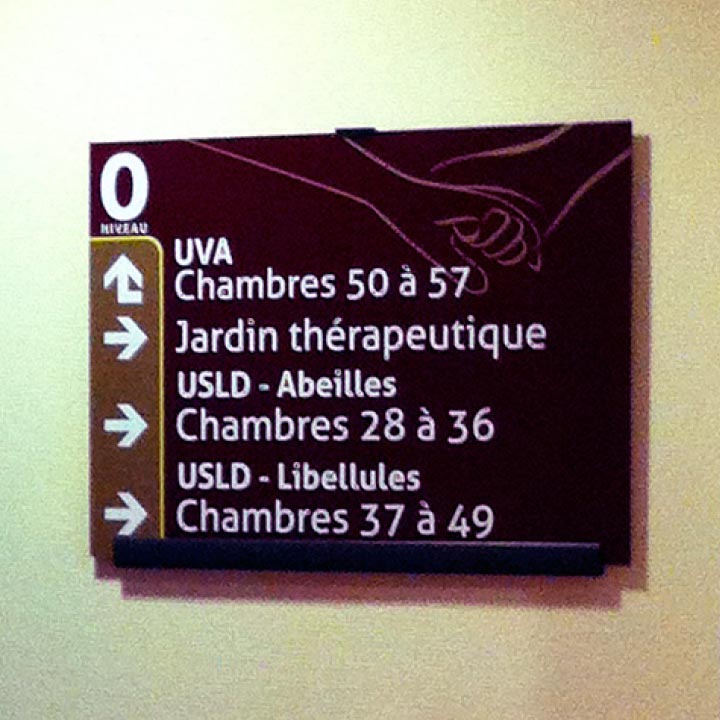 0
NIVEAU
UVA
Chambres 50 à 57
Jardin thérapeutique
USLD - Abeilles
Chambres 28 à 36
USLD - Libellules
Chambres 37 à 49